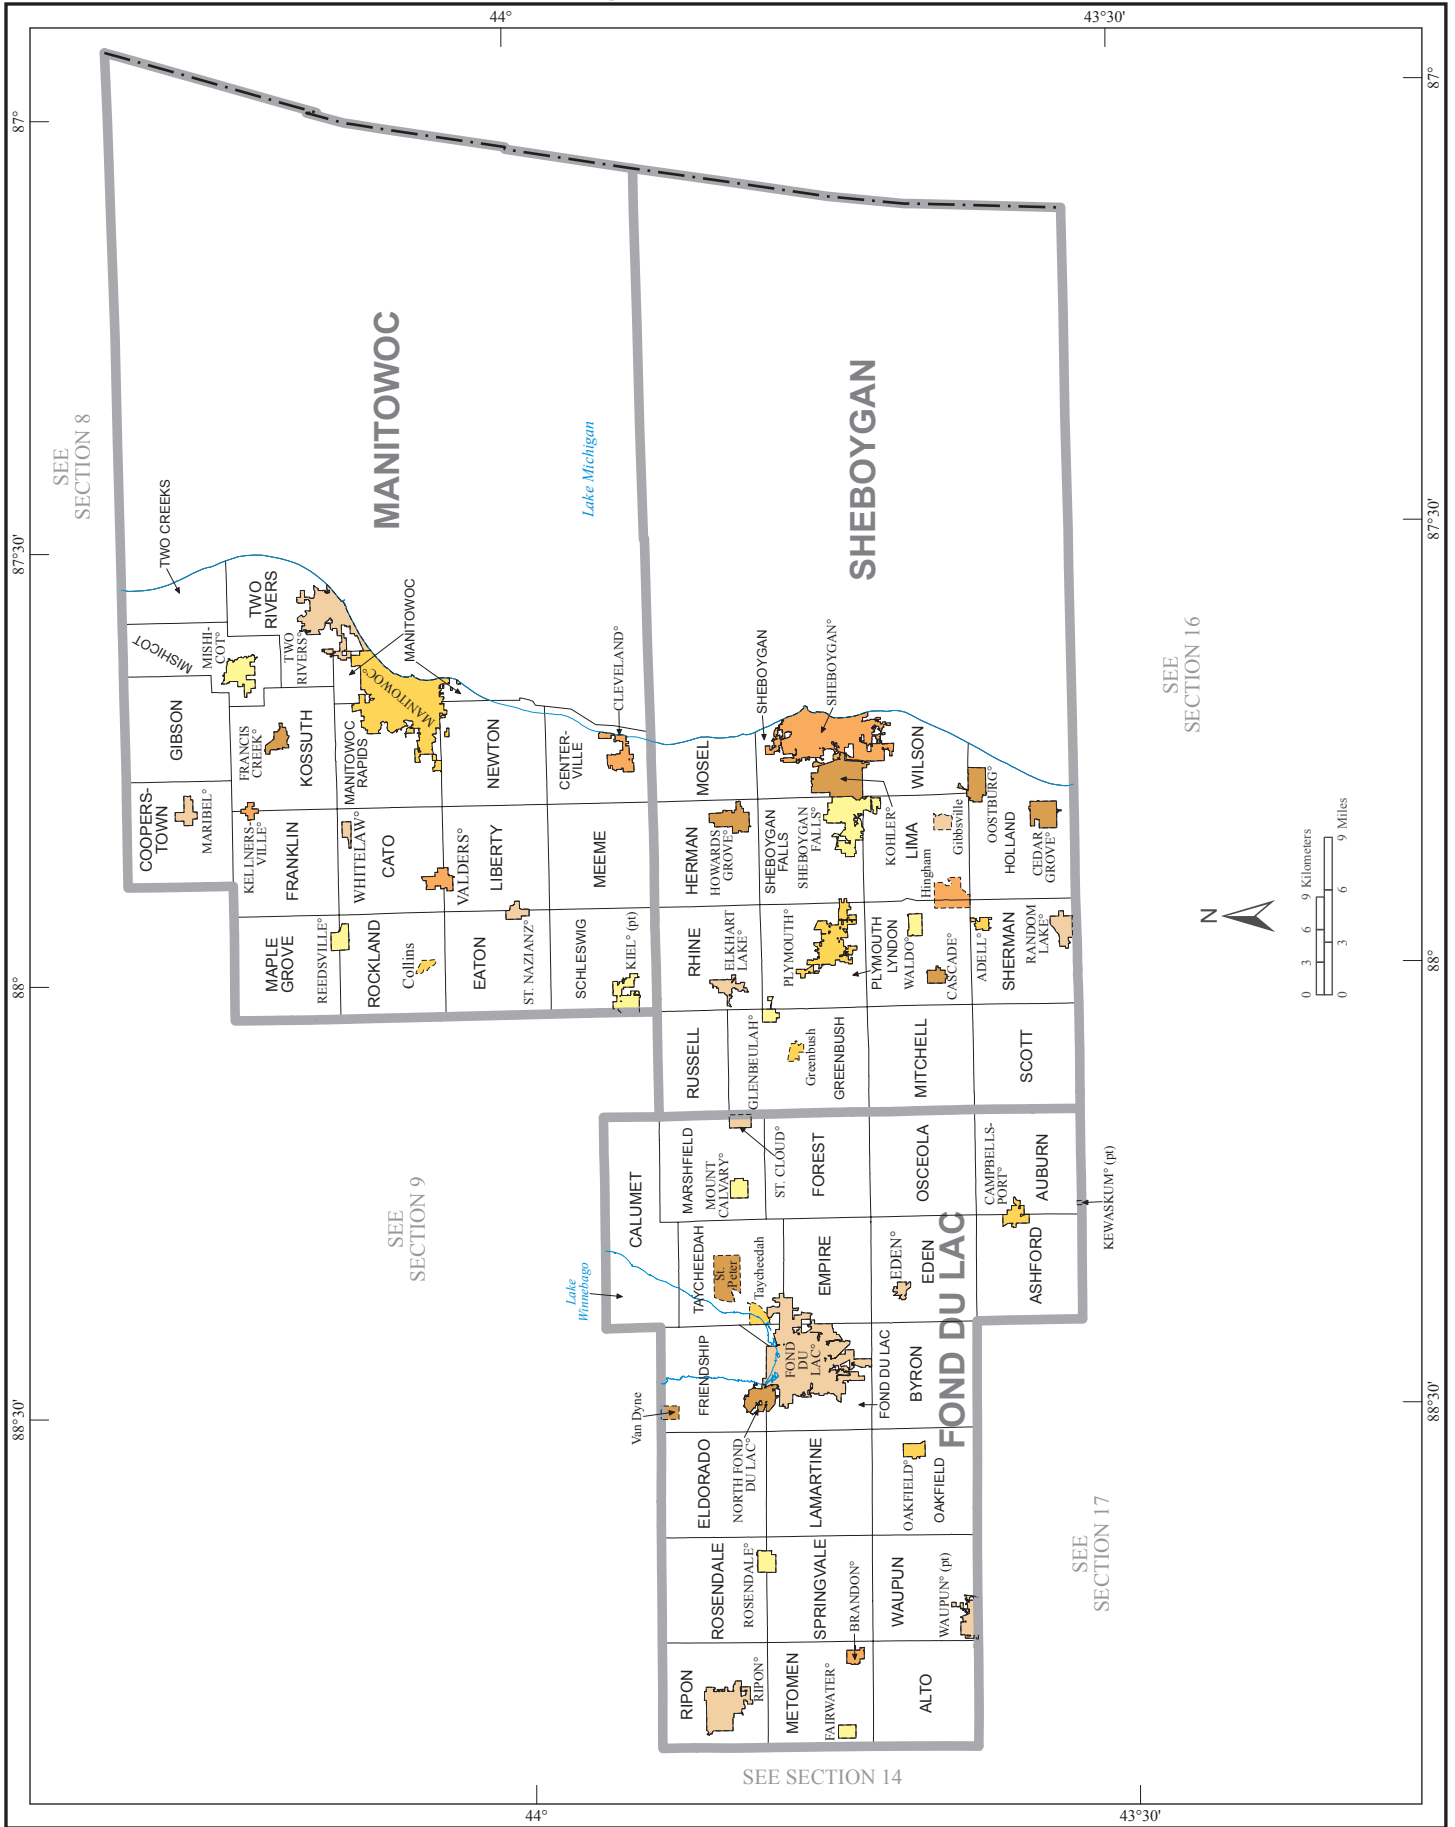 44°
43°30'
87°
87°
SEE
SECTION 8
TWO CREEKS
MANITOWOC
Lake Michigan
SHEBOYGAN
87°30'
87°30'
MISHICOT
MISHI-
COT°
TWO
RIVERS
TWO
RIVERS°
MANITOWOC
MANITOWOC°
CLEVELAND°
SHEBOYGAN
SHEBOYGAN°
SEE
SECTION 16
GIBSON
FRANCIS
CREEK°
KOSSUTH
MANITOWOC
RAPIDS
NEWTON
CENTER-
VILLE
MOSEL
WILSON
COOPERS-
TOWN
MARIBEL°
KELLNERS-
VILLE°
FRANKLIN
WHITELAW°
CATO
VALDERS°
LIBERTY
MEEME
HERMAN
HOWARDS
GROVE°
SHEBOYGAN
FALLS
SHEBOYGAN
FALLS°
KOHLER°
LIMA
Hingham
Gibbsville
OOSTBURG°
HOLLAND
CEDAR
GROVE°
MAPLE
GROVE
REEDSVILLE°
ROCKLAND
Collins
EATON
ST. NAZIANZ°
SCHLESWIG
KIEL° (pt)
RHINE
ELKHART
LAKE°
PLYMOUTH°
PLYMOUTH
LYNDON
WALDO°
CASCADE°
ADELL°
SHERMAN
RANDOM
LAKE°
88°
88°
N
0 3 6 9 Kilometers
0 3 6 9 Miles
RUSSELL
GLENBEULAH°
Greenbush
GREENBUSH
MITCHELL
SCOTT
SEE
SECTION 9
CALUMET
MARSHFIELD
MOUNT
CALVARY°
ST. CLOUD°
FOREST
OSCEOLA
CAMPBELLS-
PORT°
AUBURN
KEWASKUM° (pt)
Lake
Winnebago
TAYCHEEDAH
St.
Peter
Taycheedah
EMPIRE
EDEN°
EDEN
ASHFORD
FOND DU LAC
Van Dyne
FRIENDSHIP
FOND
DU
LAC°
FOND DU LAC
BYRON
88°30'
88°30'
ELDORADO
NORTH FOND
DU LAC°
LAMARTINE
OAKFIELD°
OAKFIELD
SEE
SECTION 17
ROSENDALE
ROSENDALE°
SPRINGVALE
BRANDON°
WAUPUN
WAUPUN° (pt)
RIPON
RIPON°
METOMEN
FAIRWATER°
ALTO
SEE SECTION 14
44°
43°30'